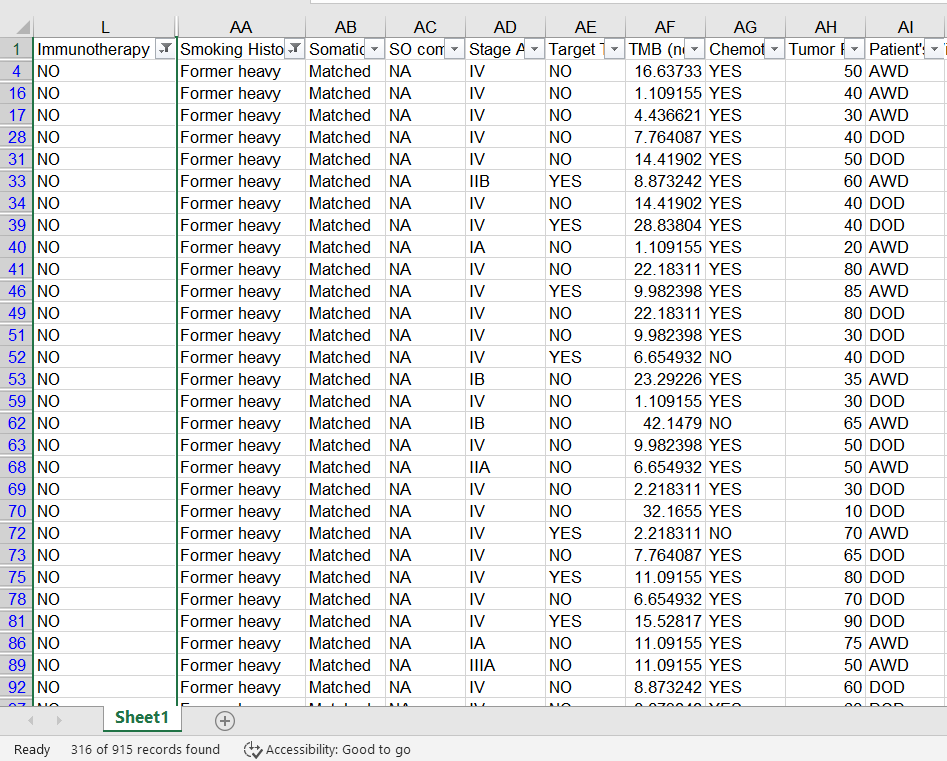 L AA AB AC AD AE AF AG AH AI
1 Immunotherapy Smoking Histo Somatic SO com Stage A Target T TMB (n Chemot Tumor P Patient's
4 NO Former heavy Matched NA IV NO 16.63733 YES 50 AWD
16 NO Former heavy Matched NA IV NO 1.109155 YES 40 AWD
17 NO Former heavy Matched NA IV NO 4.436621 YES 30 AWD
28 NO Former heavy Matched NA IV NO 7.764087 YES 40 DOD
31 NO Former heavy Matched NA IV NO 14.41902 YES 50 DOD
33 NO Former heavy Matched NA IIB YES 8.873242 YES 60 AWD
34 NO Former heavy Matched NA IV NO 14.41902 YES 40 DOD
39 NO Former heavy Matched NA IV YES 28.83804 YES 40 DOD
40 NO Former heavy Matched NA IA NO 1.109155 YES 20 AWD
41 NO Former heavy Matched NA IV NO 22.18311 YES 80 AWD
46 NO Former heavy Matched NA IV YES 9.982398 YES 85 AWD
49 NO Former heavy Matched NA IV NO 22.18311 YES 80 DOD
51 NO Former heavy Matched NA IV NO 9.982398 YES 30 DOD
52 NO Former heavy Matched NA IV YES 6.654932 NO 40 DOD
53 NO Former heavy Matched NA IB NO 23.29226 YES 35 AWD
59 NO Former heavy Matched NA IV NO 1.109155 YES 30 DOD
62 NO Former heavy Matched NA IB NO 42.1479 NO 65 AWD
63 NO Former heavy Matched NA IV NO 9.982398 YES 50 DOD
68 NO Former heavy Matched NA IIA NO 6.654932 YES 50 AWD
69 NO Former heavy Matched NA IV NO 2.218311 YES 30 DOD
70 NO Former heavy Matched NA IV NO 32.1655 YES 10 DOD
72 NO Former heavy Matched NA IV YES 2.218311 NO 70 AWD
73 NO Former heavy Matched NA IV NO 7.764087 YES 65 DOD
75 NO Former heavy Matched NA IV YES 11.09155 YES 80 DOD
78 NO Former heavy Matched NA IV NO 6.654932 YES 70 DOD
81 NO Former heavy Matched NA IV YES 15.52817 YES 90 DOD
86 NO Former heavy Matched NA IA NO 11.09155 YES 75 AWD
89 NO Former heavy Matched NA IIIA NO 11.09155 YES 50 AWD
92 NO Former heavy Matched NA IV NO 8.873242 YES 60 DOD
Sheet1
Ready 316 of 915 records found Accessibility: Good to go